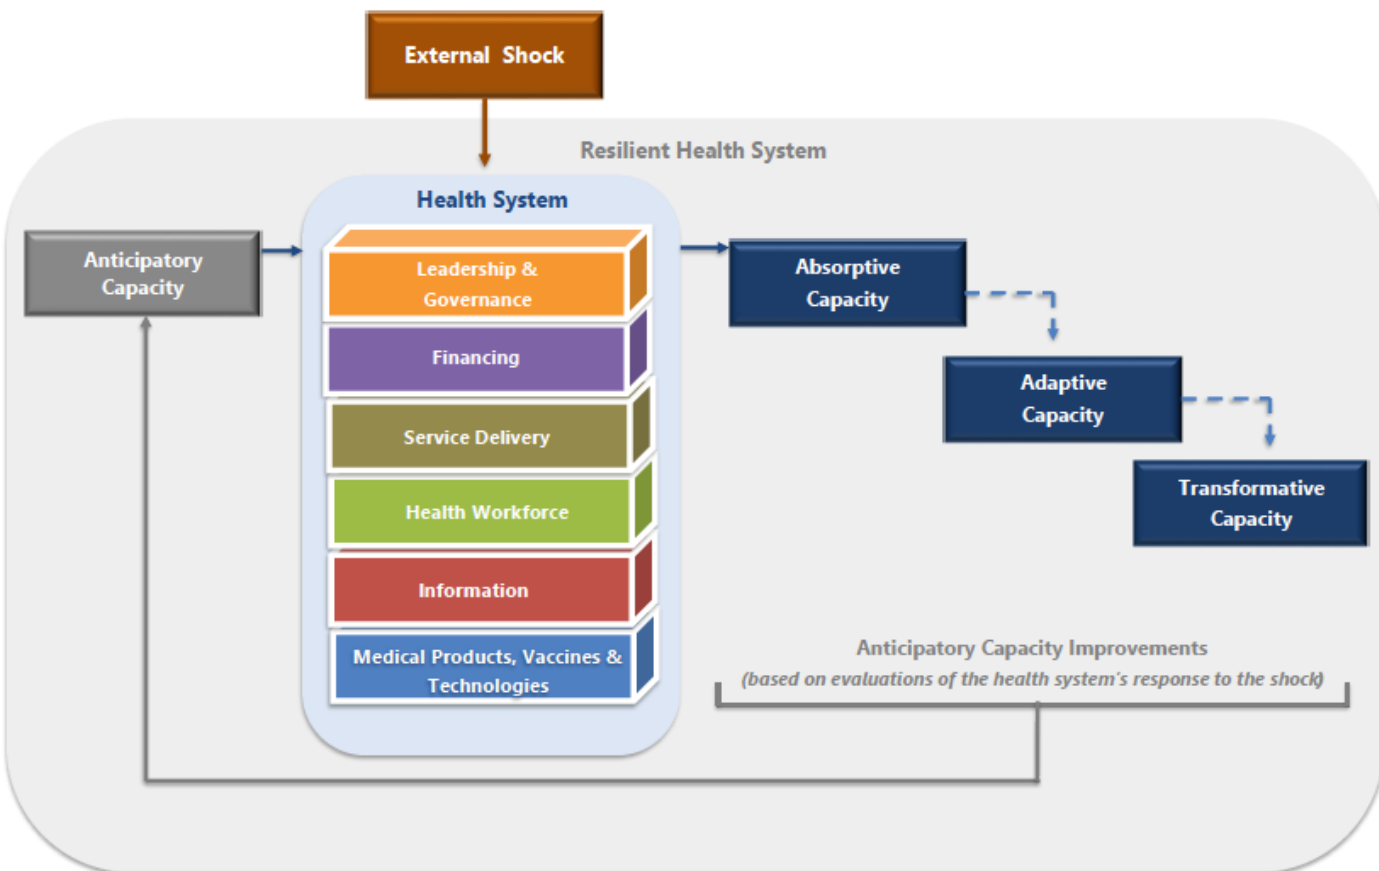 External Shock
Resilient Health System
Health System
Anticipatory
Capacity
Leadership &
Governance
Financing
Service Delivery
Health Workforce
Information
Medical Products, Vaccines &
Technologies
Absorptive
Capacity
Adaptive
Capacity
Transformative
Capacity
Anticipatory Capacity Improvements
(based on evaluations of the health system's response to the shock)